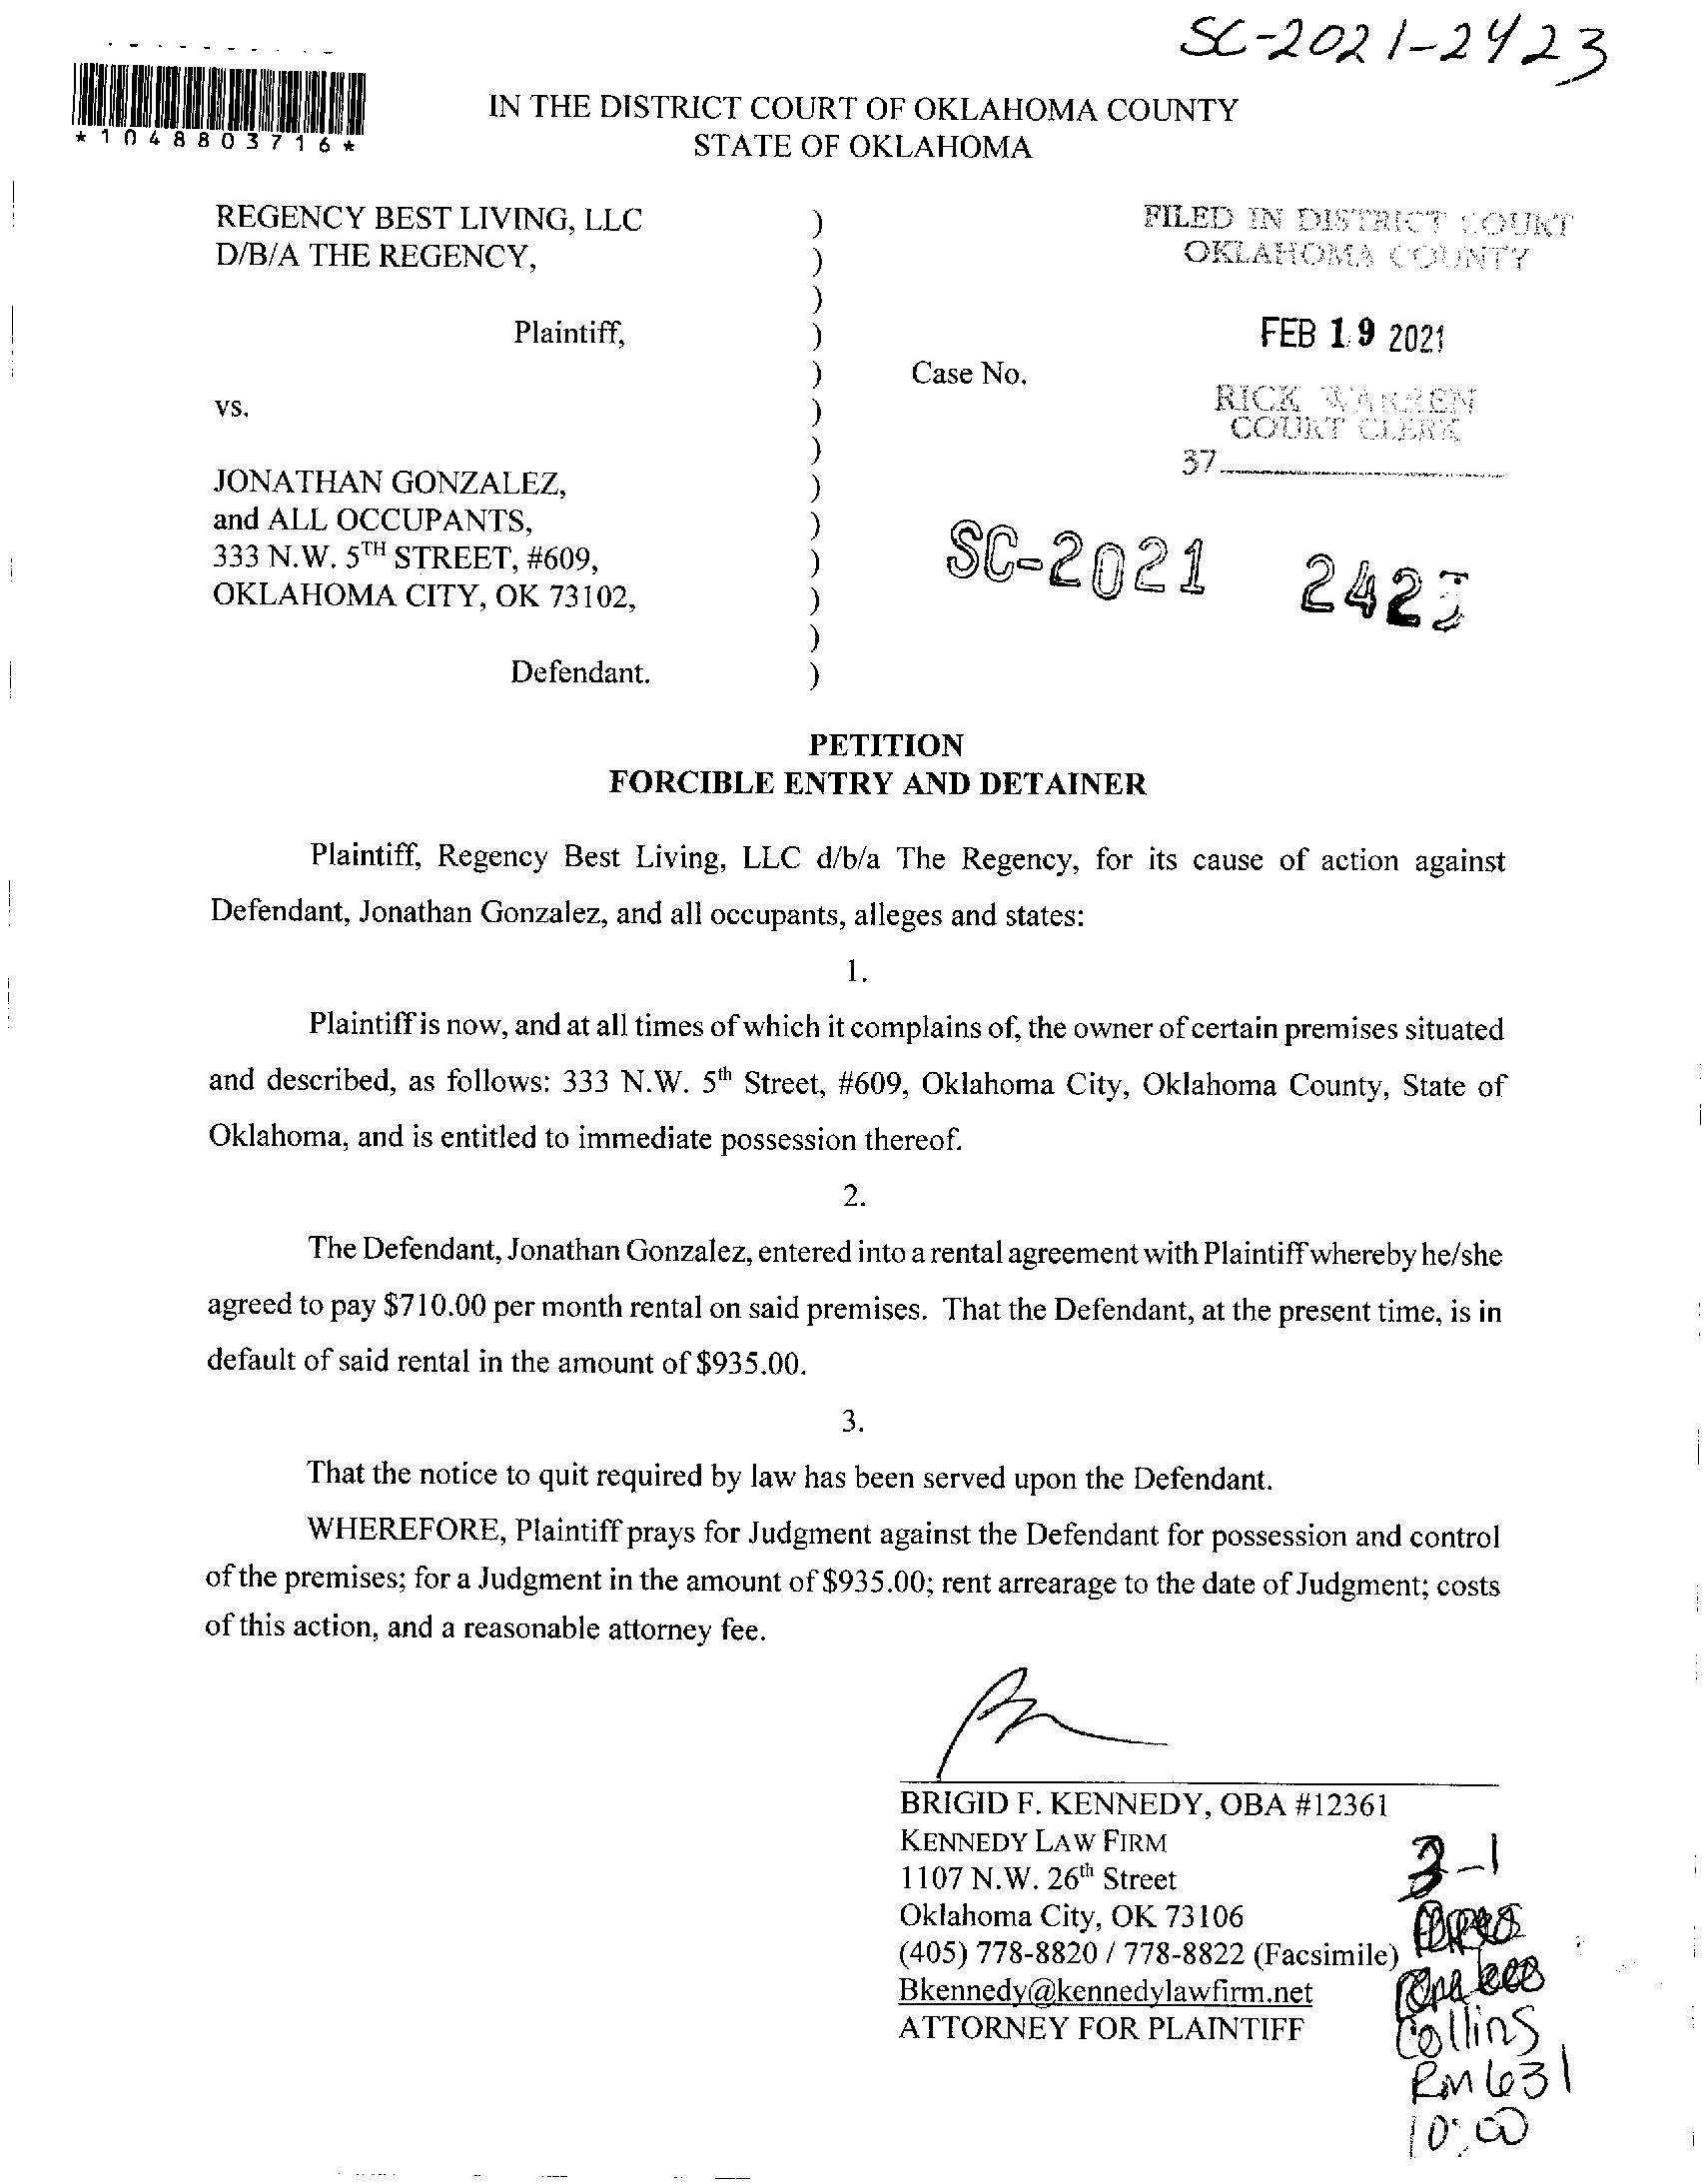 SC-2021-2423
*1048803716*
IN THE DISTRICT COURT OF OKLAHOMA COUNTY
STATE OF OKLAHOMA
REGENCY BEST LIVING, LLC )
D/B/A THE REGENCY, )
)
Plaintiff, )
) Case No.
vs. )
)
JONATHAN GONZALEZ, )
and ALL OCCUPANTS, )
333 N.W. 5TH STREET, #609, )
OKLAHOMA CITY, OK 73102, )
)
Defendant. )
FILED IN DISTRICT COURT
OKLAHOMA COUNTY
FEB 19 2021
RICK WARREN
COURT CLERK
37
SC-2021 2423
PETITION
FORCIBLE ENTRY AND DETAINER
Plaintiff, Regency Best Living, LLC d/b/a The Regency, for its cause of action against
Defendant, Jonathan Gonzalez, and all occupants, alleges and states:
1.
Plaintiff is now, and at all times of which it complains of, the owner of certain premises situated
and described, as follows: 333 N.W. 5th Street, #609, Oklahoma City, Oklahoma County, State of
Oklahoma, and is entitled to immediate possession thereof.
2.
The Defendant, Jonathan Gonzalez, entered into a rental agreement with Plaintiff whereby he/she
agreed to pay $710.00 per month rental on said premises. That the Defendant, at the present time, is in
default of said rental in the amount of $935.00.
3.
That the notice to quit required by law has been served upon the Defendant.
WHEREFORE, Plaintiff prays for Judgment against the Defendant for possession and control
of the premises; for a Judgment in the amount of $935.00; rent arrearage to the date of Judgment; costs
of this action, and a reasonable attorney fee.
BRIGID F. KENNEDY, OBA #12361
KENNEDY LAW FIRM
1107 N.W. 26th Street
Oklahoma City, OK 73106
(405) 778-8820 / 778-8822 (Facsimile)
Bkennedy@kennedylawfirm.net
ATTORNEY FOR PLAINTIFF
3-1
Collins
RM 631
10:00